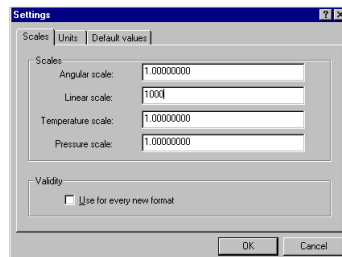 Settings
Scales Units Default values
Scales
Angular scale: 1.00000000
Linear scale: 1000
Temperature scale: 1.00000000
Pressure scale: 1.00000000
Validity
Use for every new format
OK Cancel